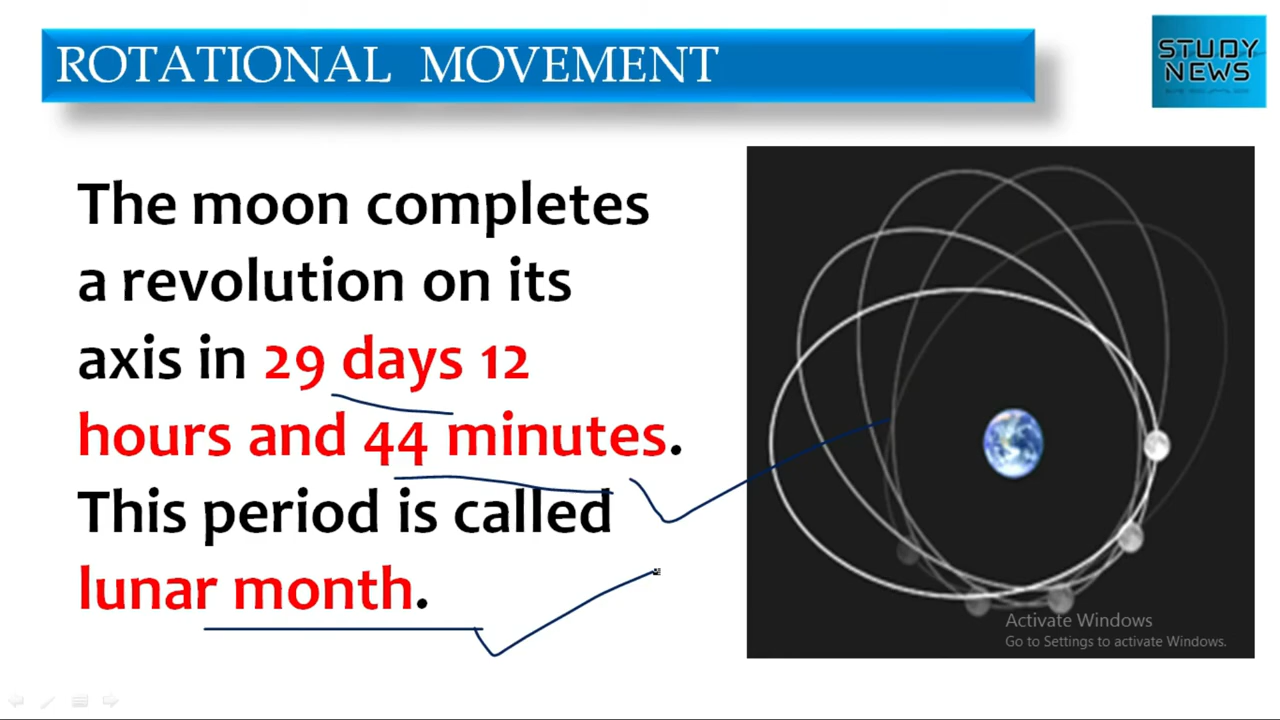 ROTATIONAL MOVEMENT
STUDY
NEWS
The moon completes
a revolution on its
axis in 29 days 12
hours and 44 minutes.
This period is called
lunar month.
Activate Windows
Go to Settings to activate Windows.